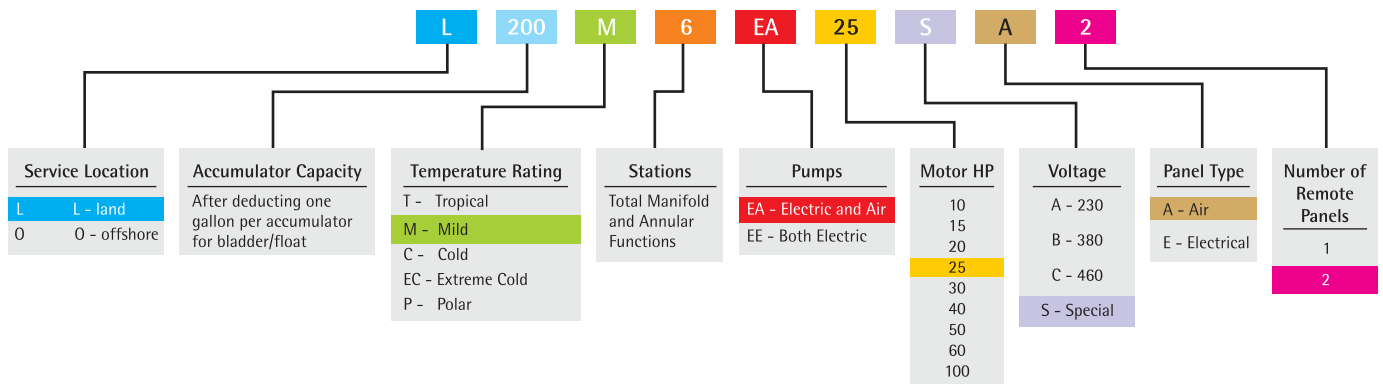 L 200 M 6 EA 25 S A 2
Service Location
L L - land
O O - offshore
Accumulator Capacity
After deducting one
gallon per accumulator
for bladder/float
Temperature Rating
T - Tropical
M - Mild
C - Cold
EC - Extreme Cold
P - Polar
Stations
Total Manifold
and Annular
Functions
Pumps
EA - Electric and Air
EE - Both Electric
Motor HP
10
15
20
25
30
40
50
60
100
Voltage
A - 230
B - 380
C - 460
S - Special
Panel Type
A - Air
E - Electrical
Number of
Remote
Panels
1
2